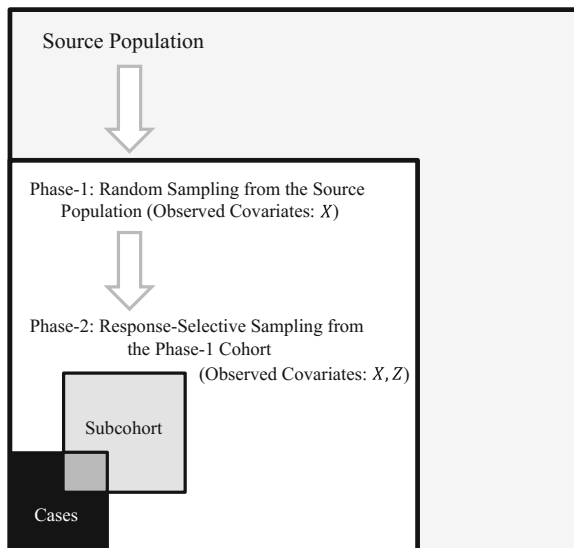 Source Population
Phase-1: Random Sampling from the Source
Population (Observed Covariates: X)
Phase-2: Response-Selective Sampling from
the Phase-1 Cohort
(Observed Covariates: X, Z)
Subcohort
Cases